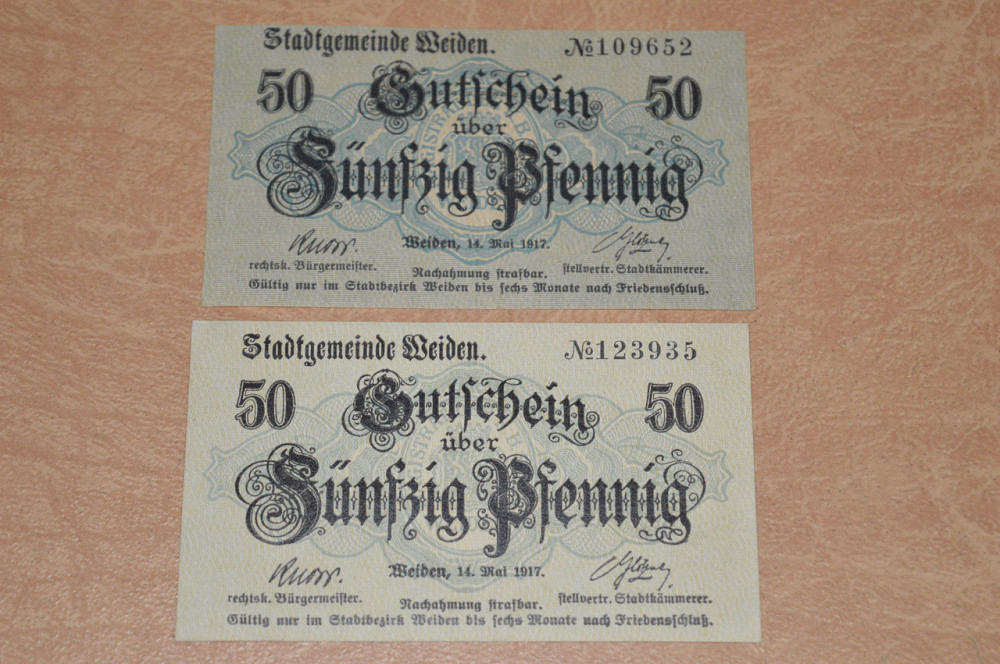 Stadtgemeinde Weiden. №109652
50 Gutschein 50
über
Fünfzig Pfennig
Weiden, 14. Mai 1917.
rechtsk. Bürgermeister. Nachahmung strafbar. stellvertr. Stadtkämmerer.
Gültig nur im Stadtbezirk Weiden bis sechs Monate nach Friedensschluß.
Stadtgemeinde Weiden. №123935
50 Gutschein 50
über
Fünfzig Pfennig
Weiden, 14. Mai 1917.
rechtsk. Bürgermeister. Nachahmung strafbar. stellvertr. Stadtkämmerer.
Gültig nur im Stadtbezirk Weiden bis sechs Monate nach Friedensschluß.